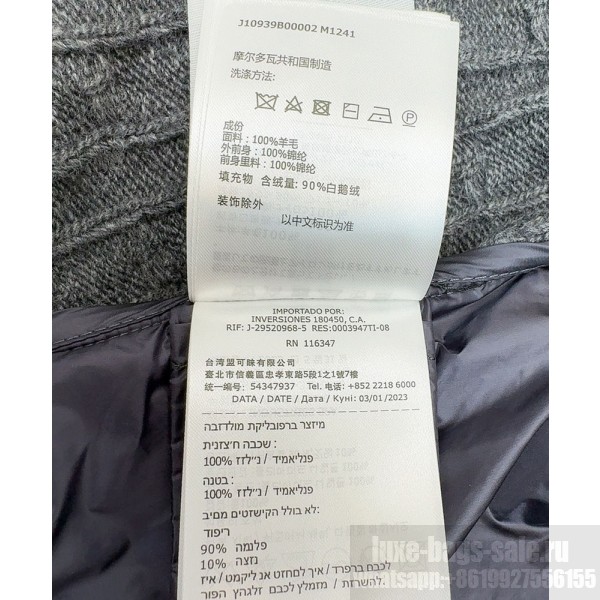 J10939B00002 M1241
摩尔多瓦共和国制造
洗涤方法:
P
成份
面料：100%羊毛
外前身：100%锦纶
前身里料：100%锦纶
填充物 含绒量: 90%白鹅绒
装饰除外
以中文标识为准
IMPORTADO POR:
INVERSIONES 180450, C.A.
RIF: J-29520968-5 RES:0003947TI-08
RN 116347
台湾盟可睐有限公司
臺北市信義區忠孝東路5段1之1號7樓
統一编号: 54347937 Tel. +852 2218 6000
DATA / DATE / Дата / Күні: 03/01/2023
מיוצר ברפובליקת מולדובה
שכבה חיצונית :
100% פוליאמיד / ניילון
בטנה :
100% פוליאמיד / ניילון
לא כולל הקישוטים
ריפוד
90% פלומה
10% נוצה
luxe-bags-sale.ru
whatsapp:+8619927556155